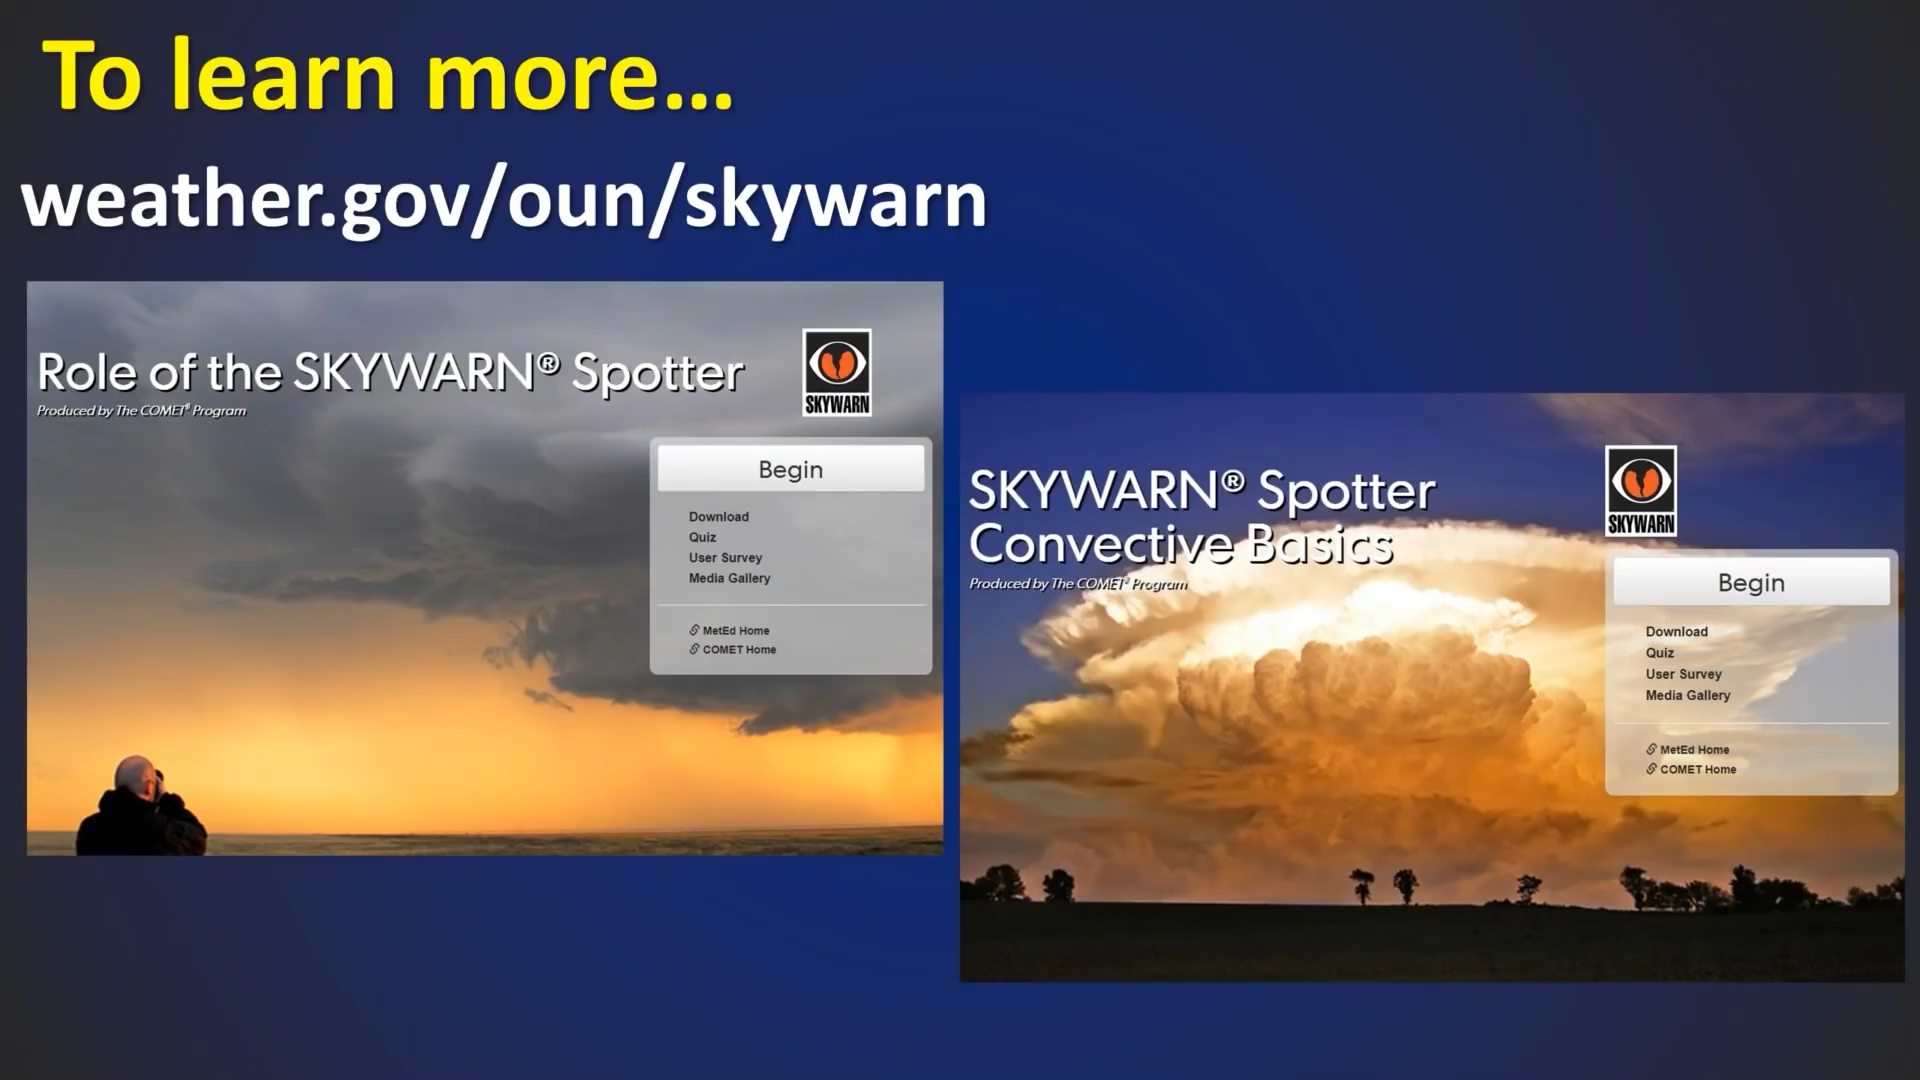 To learn more...
weather.gov/oun/skywarn
Role of the SKYWARN® Spotter
Produced by The COMET® Program
SKYWARN
Begin
Download
Quiz
User Survey
Media Gallery
MetEd Home
COMET Home
SKYWARN® Spotter
Convective Basics
Produced by The COMET® Program
SKYWARN
Begin
Download
Quiz
User Survey
Media Gallery
MetEd Home
COMET Home